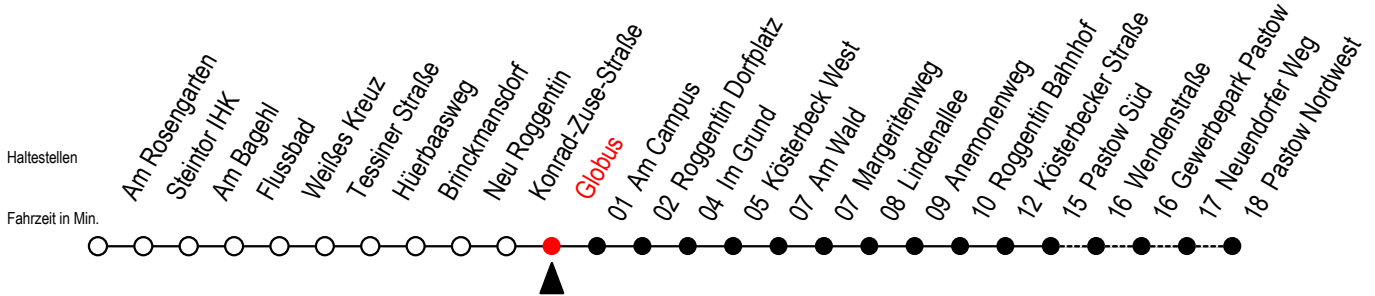 Haltestellen
Fahrzeit in Min.
Am Rosengarten
Steintor IHK
Am Bagehl
Flussbad
Weißes Kreuz
Tessiner Straße
Hüerbaasweg
Brinckmansdorf
Neu Roggentin
Konrad-Zuse-Straße
Globus
01 Am Campus
02 Roggentin Dorfplatz
04 Im Grund
05 Kösterbeck West
07 Am Wald
07 Margeritenweg
08 Lindenallee
09 Anemonenweg
10 Roggentin Bahnhof
12 Kösterbecker Straße
15 Pastow Süd
16 Wendenstraße
16 Gewerbepark Pastow
17 Neuendorfer Weg
18 Pastow Nordwest